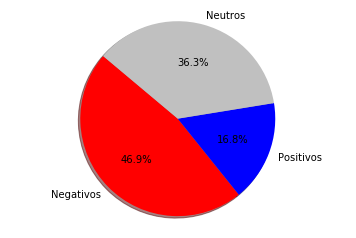 Neutros
36.3%
16.8%
46.9%
Positivos
Negativos